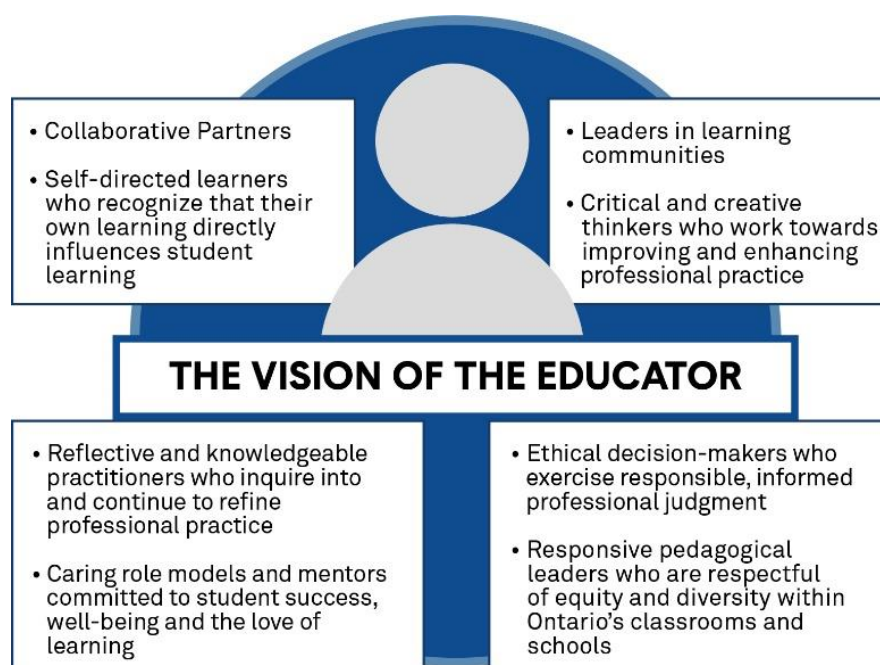 • Collaborative Partners
• Self-directed learners
who recognize that their
own learning directly
influences student
learning
• Leaders in learning
communities
• Critical and creative
thinkers who work towards
improving and enhancing
professional practice
THE VISION OF THE EDUCATOR
• Reflective and knowledgeable
practitioners who inquire into
and continue to refine
professional practice
• Caring role models and mentors
committed to student success,
well-being and the love of
learning
• Ethical decision-makers who
exercise responsible, informed
professional judgment
• Responsive pedagogical
leaders who are respectful
of equity and diversity within
Ontario’s classrooms and
schools